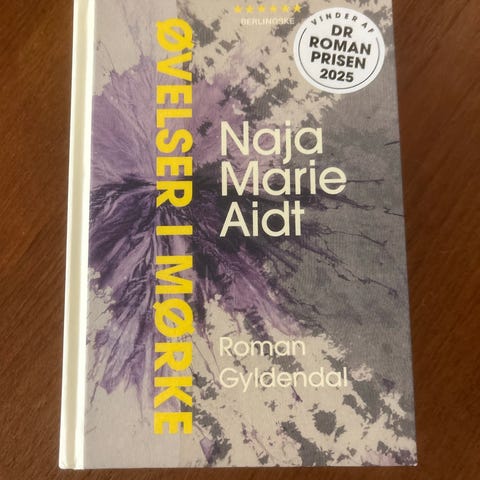 ★★★★★★
BERLINGSKE
VINDER AF
DR
ROMAN
PRISEN
2025
ØVELSER I MØRKE
Naja
Marie
Aidt
Roman
Gyldendal